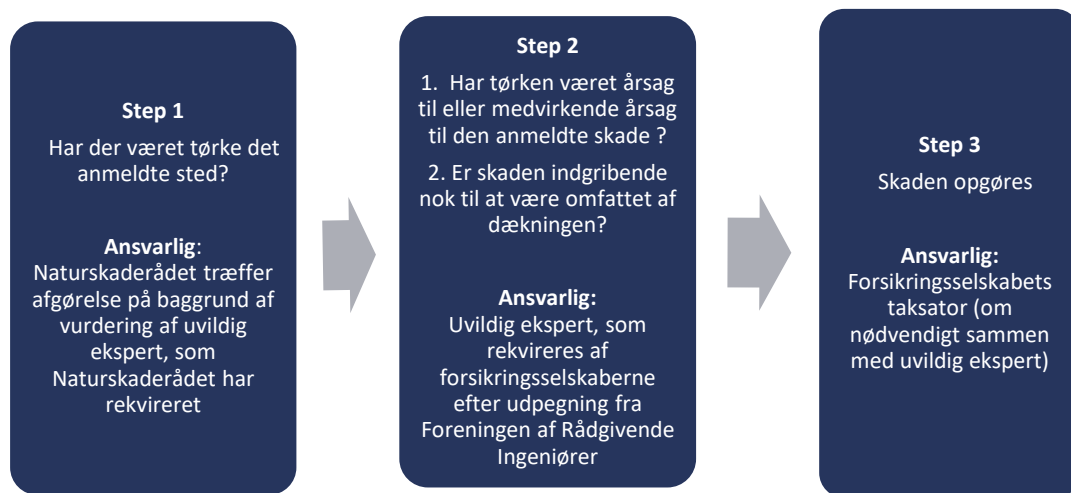 Step 1
Har der været tørke det
anmeldte sted?
Ansvarlig:
Naturskaderådet træffer
afgørelse på baggrund af
vurdering af uvildig
ekspert, som
Naturskaderådet har
rekvireret
Step 2
1. Har tørken været årsag
til eller medvirkende årsag
til den anmeldte skade ?
2. Er skaden indgribende
nok til at være omfattet af
dækningen?
Ansvarlig:
Uvildig ekspert, som
rekvireres af
forsikringsselskaberne
efter udpegning fra
Foreningen af Rådgivende
Ingeniører
Step 3
Skaden opgøres
Ansvarlig:
Forsikringsselskabets
taksator (om
nødvendigt sammen
med uvildig ekspert)